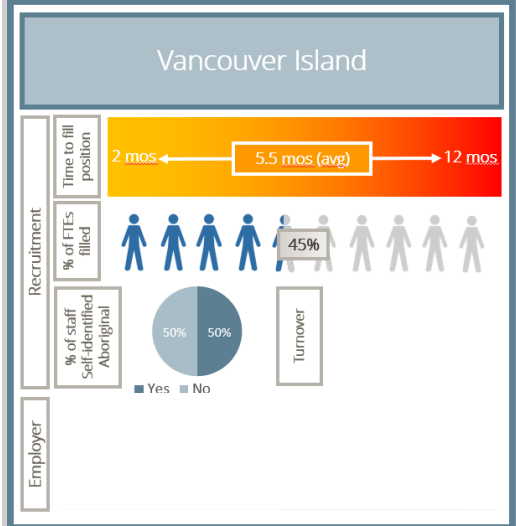 Vancouver Island
Recruitment
Time to fill
position
2 mos
5.5 mos (avg)
12 mos
% of FTEs
filled
45%
% of staff
Self-identified
Aboriginal
50%
50%
Yes
No
Turnover
Employer